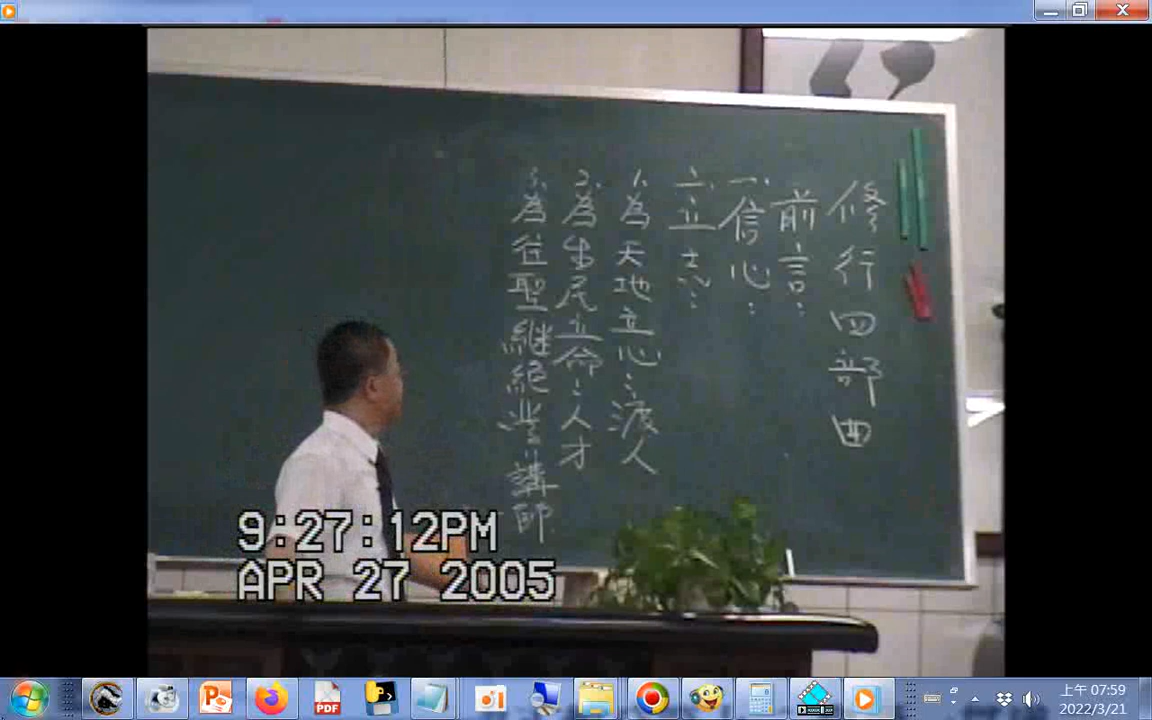 修行四部曲
前言：
一、信心：
二、立志：
1.為天地立心：渡人
2.為生民立命：人才
3.為往聖繼絕學：講師
9:27:12PM
APR 27 2005
PDF
上午 07:59
2022/3/21